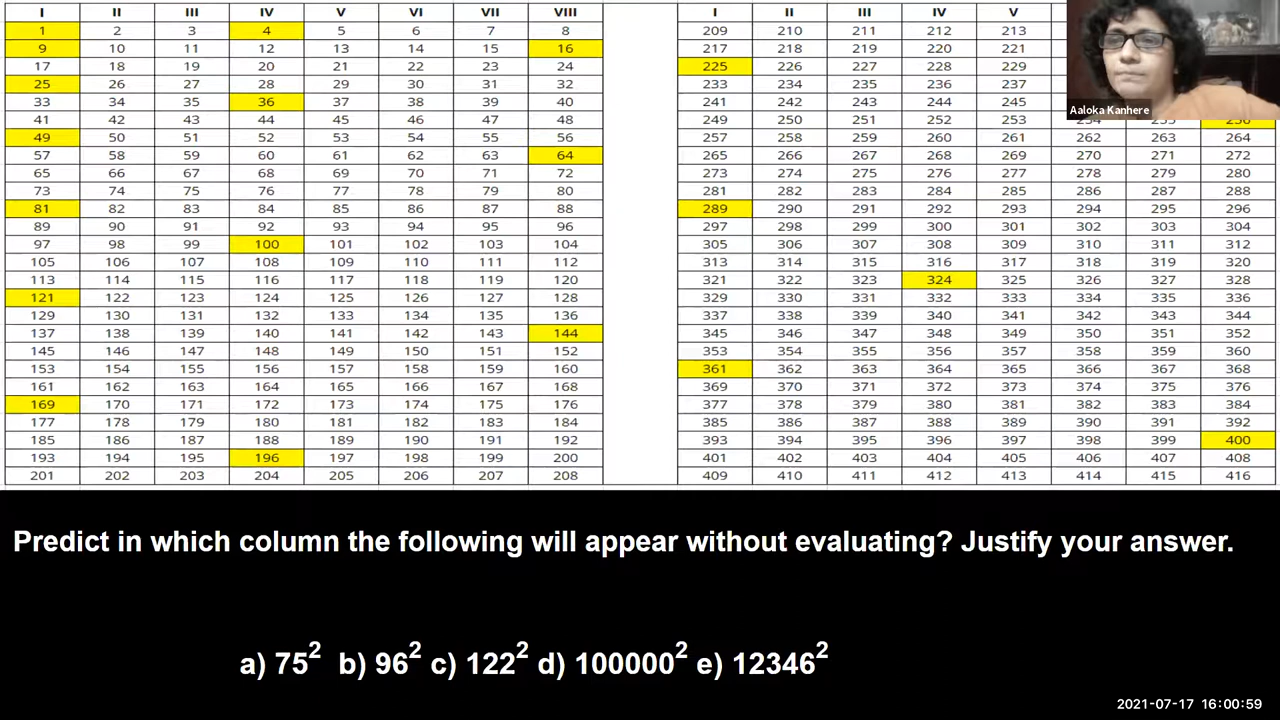 I II III IV V VI VII VIII I II III IV V
1 2 3 4 5 6 7 8 209 210 211 212 213
9 10 11 12 13 14 15 16 217 218 219 220 221
17 18 19 20 21 22 23 24 225 226 227 228 229
25 26 27 28 29 30 31 32 233 234 235 236 237
33 34 35 36 37 38 39 40 241 242 243 244 245
Aaloka Kanhere
41 42 43 44 45 46 47 48 249 250 251 252 253 254 255 256
49 50 51 52 53 54 55 56 257 258 259 260 261 262 263 264
57 58 59 60 61 62 63 64 265 266 267 268 269 270 271 272
65 66 67 68 69 70 71 72 273 274 275 276 277 278 279 280
73 74 75 76 77 78 79 80 281 282 283 284 285 286 287 288
81 82 83 84 85 86 87 88 289 290 291 292 293 294 295 296
89 90 91 92 93 94 95 96 297 298 299 300 301 302 303 304
97 98 99 100 101 102 103 104 305 306 307 308 309 310 311 312
105 106 107 108 109 110 111 112 313 314 315 316 317 318 319 320
113 114 115 116 117 118 119 120 321 322 323 324 325 326 327 328
121 122 123 124 125 126 127 128 329 330 331 332 333 334 335 336
129 130 131 132 133 134 135 136 337 338 339 340 341 342 343 344
137 138 139 140 141 142 143 144 345 346 347 348 349 350 351 352
145 146 147 148 149 150 151 152 353 354 355 356 357 358 359 360
153 154 155 156 157 158 159 160 361 362 363 364 365 366 367 368
161 162 163 164 165 166 167 168 369 370 371 372 373 374 375 376
169 170 171 172 173 174 175 176 377 378 379 380 381 382 383 384
177 178 179 180 181 182 183 184 385 386 387 388 389 390 391 392
185 186 187 188 189 190 191 192 393 394 395 396 397 398 399 400
193 194 195 196 197 198 199 200 401 402 403 404 405 406 407 408
201 202 203 204 205 206 207 208 409 410 411 412 413 414 415 416
Predict in which column the following will appear without evaluating? Justify your answer.
a) 75² b) 96² c) 122² d) 100000² e) 12346²
2021-07-17 16:00:59